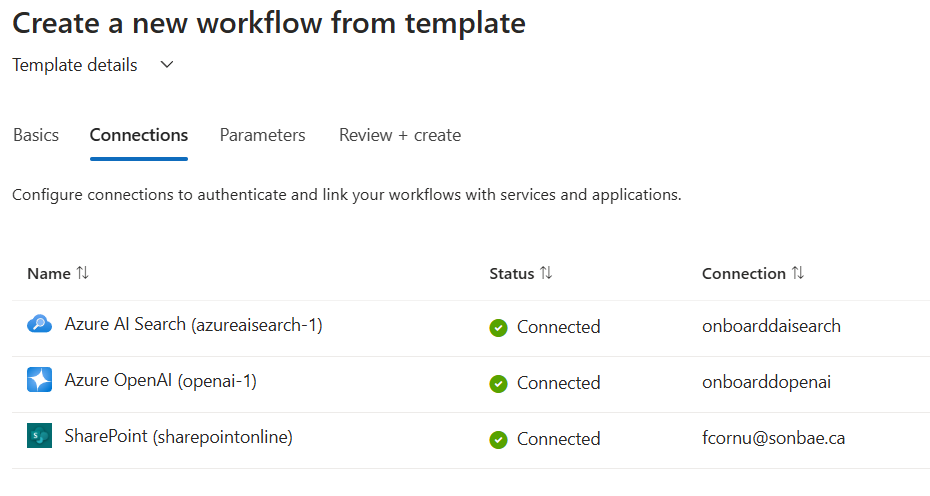 Create a new workflow from template
Template details
Basics Connections Parameters Review + create
Configure connections to authenticate and link your workflows with services and applications.
Name Status Connection
Azure AI Search (azureaisearch-1) Connected onboarddaisearch
Azure OpenAI (openai-1) Connected onboarddopenai
SharePoint (sharepointonline) Connected fcornu@sonbae.ca